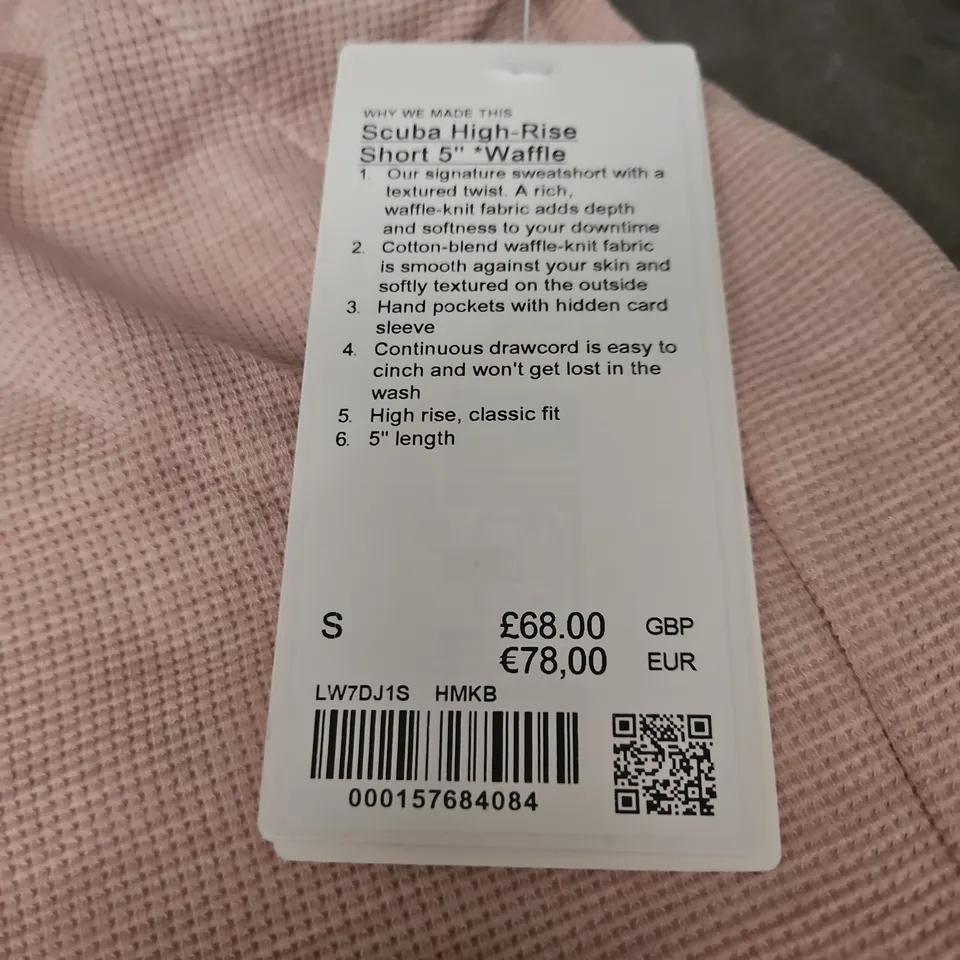 WHY WE MADE THIS
Scuba High-Rise
Short 5" *Waffle
1. Our signature sweatshort with a
textured twist. A rich,
waffle-knit fabric adds depth
and softness to your downtime
2. Cotton-blend waffle-knit fabric
is smooth against your skin and
softly textured on the outside
3. Hand pockets with hidden card
sleeve
4. Continuous drawcord is easy to
cinch and won't get lost in the
wash
5. High rise, classic fit
6. 5" length
S £68.00 GBP
€78,00 EUR
LW7DJ1S HMKB
000157684084